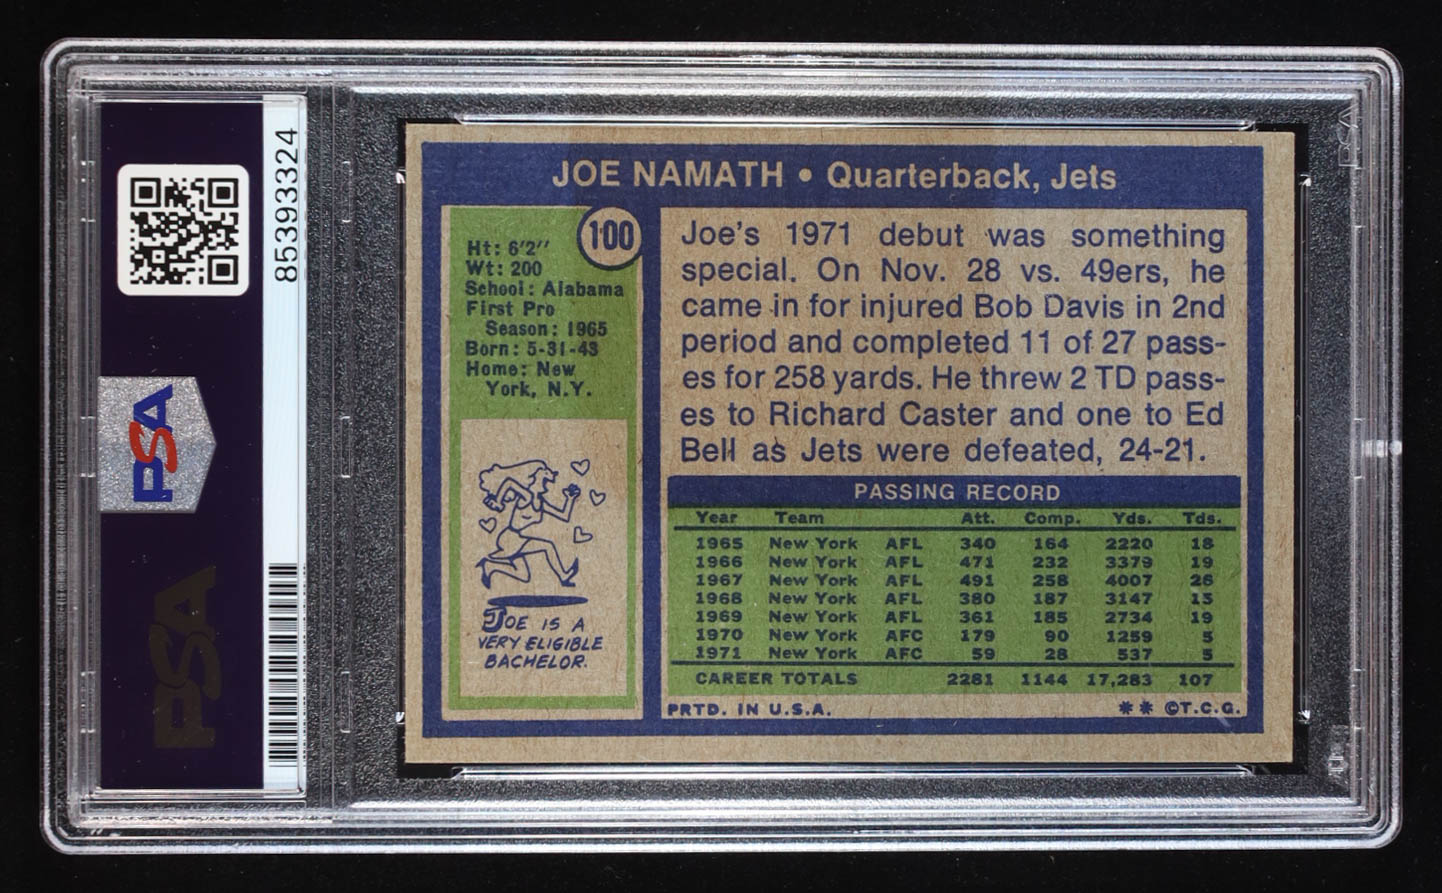 JOE NAMATH • Quarterback, Jets
100
Ht: 6'2"
Wt: 200
School: Alabama
First Pro
Season: 1965
Born: 5-31-43
Home: New
York, N.Y.
JOE IS A
VERY ELIGIBLE
BACHELOR.
Joe's 1971 debut was something
special. On Nov. 28 vs. 49ers, he
came in for injured Bob Davis in 2nd
period and completed 11 of 27 pass-
es for 258 yards. He threw 2 TD pass-
es to Richard Caster and one to Ed
Bell as Jets were defeated, 24-21.
PASSING RECORD
Year Team Att. Comp. Yds. Tds.
1965 New York AFL 340 164 2220 18
1966 New York AFL 471 232 3379 19
1967 New York AFL 491 258 4007 26
1968 New York AFL 380 187 3147 15
1969 New York AFL 361 185 2734 19
1970 New York AFC 179 90 1259 5
1971 New York AFC 59 28 537 5
CAREER TOTALS 2281 1144 17,283 107
PRTD. IN U.S.A. ** ©T.C.G.
85393324
PSA
PSA
PSA